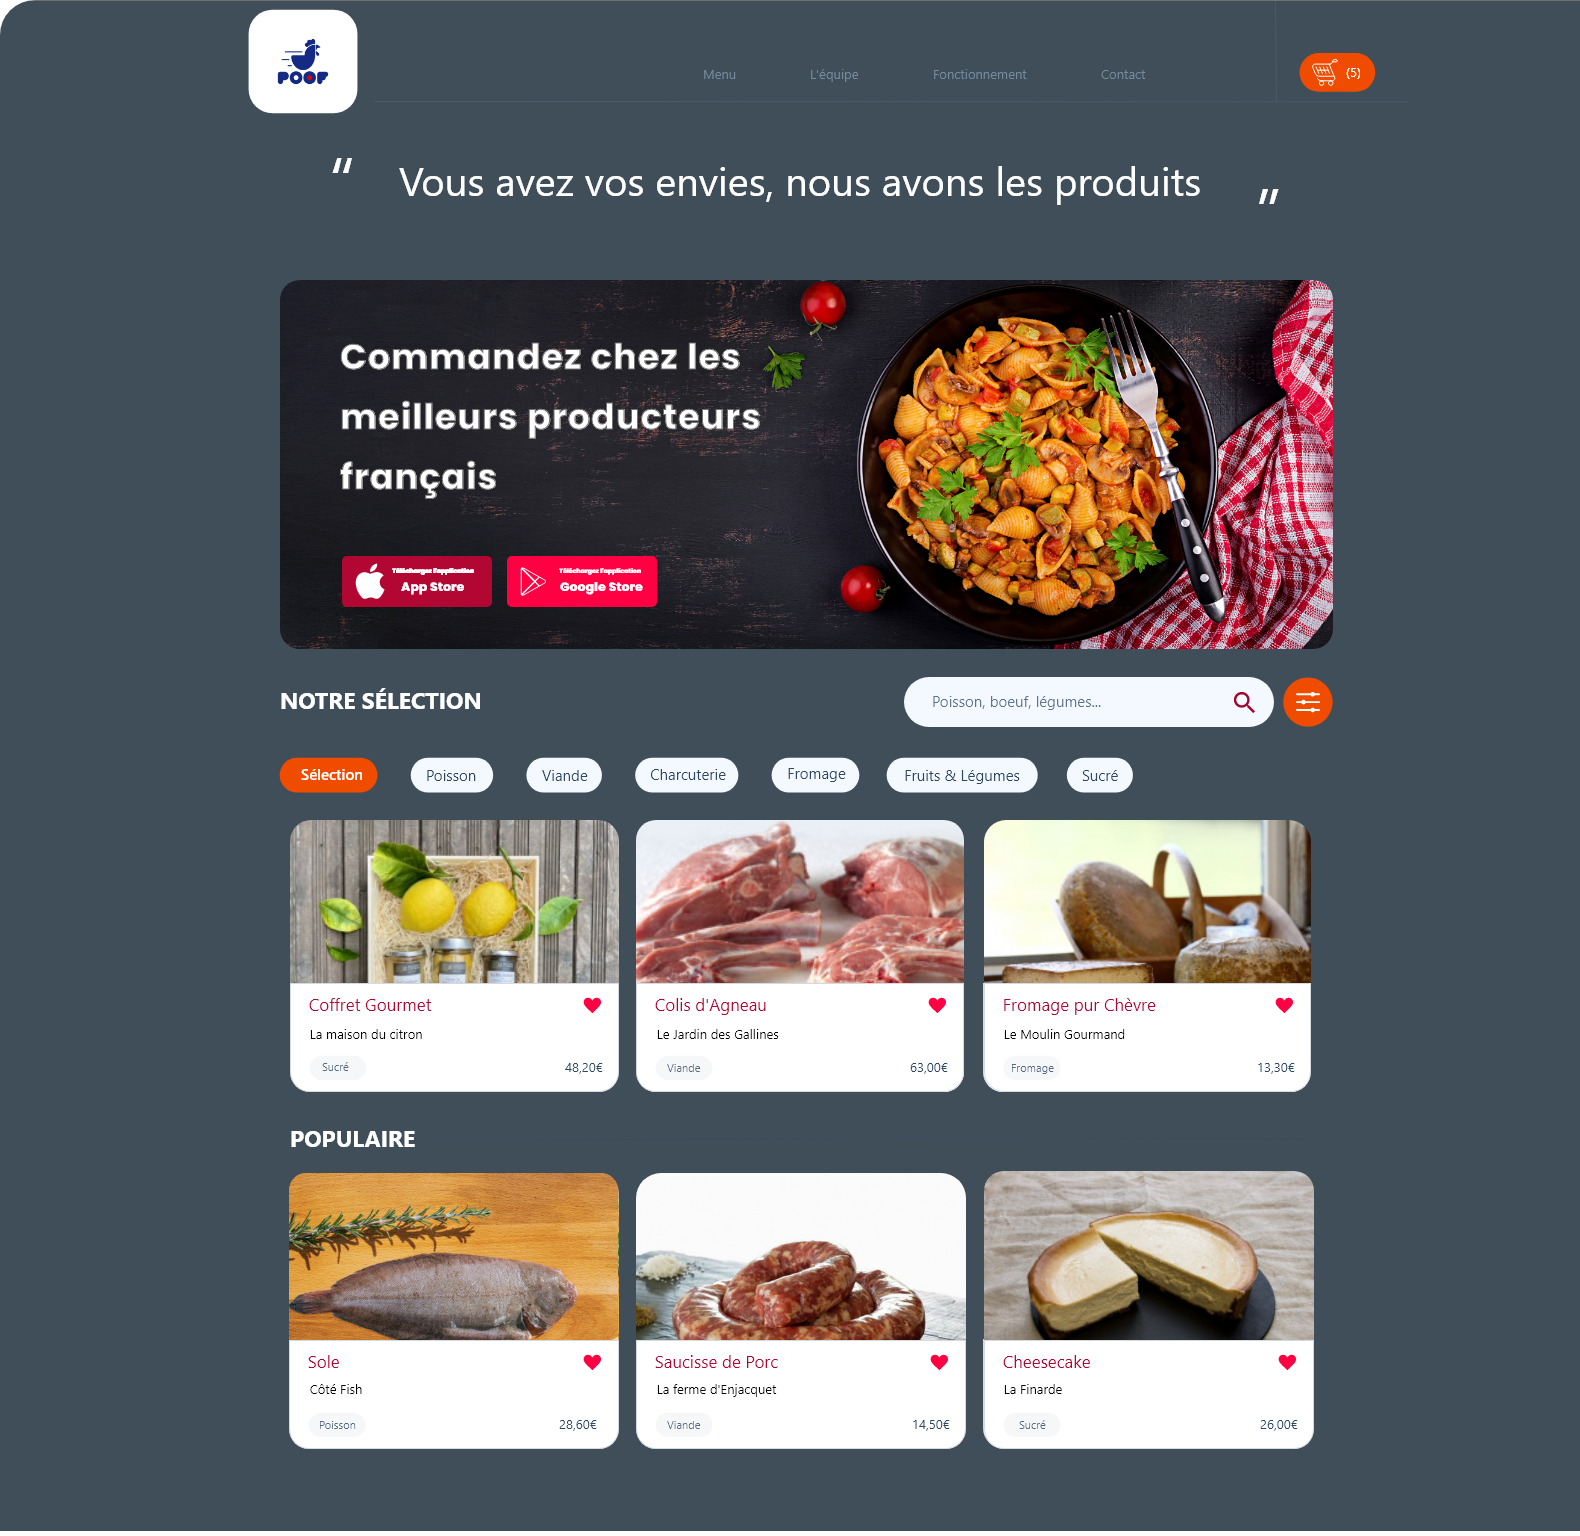 POOF
Menu
L'équipe
Fonctionnement
Contact
(5)
“ Vous avez vos envies, nous avons les produits ”
Commandez chez les
meilleurs producteurs
français
Téléchargez l'application
App Store
Téléchargez l'application
Google Store
NOTRE SÉLECTION
Poisson, boeuf, légumes...
Sélection
Poisson
Viande
Charcuterie
Fromage
Fruits & Légumes
Sucré
Coffret Gourmet
La maison du citron
Sucré
48,20€
Colis d'Agneau
Le Jardin des Gallines
Viande
63,00€
Fromage pur Chèvre
Le Moulin Gourmand
Fromage
13,30€
POPULAIRE
Sole
Côté Fish
Poisson
28,60€
Saucisse de Porc
La ferme d'Enjacquet
Viande
14,50€
Cheesecake
La Finarde
Sucré
26,00€